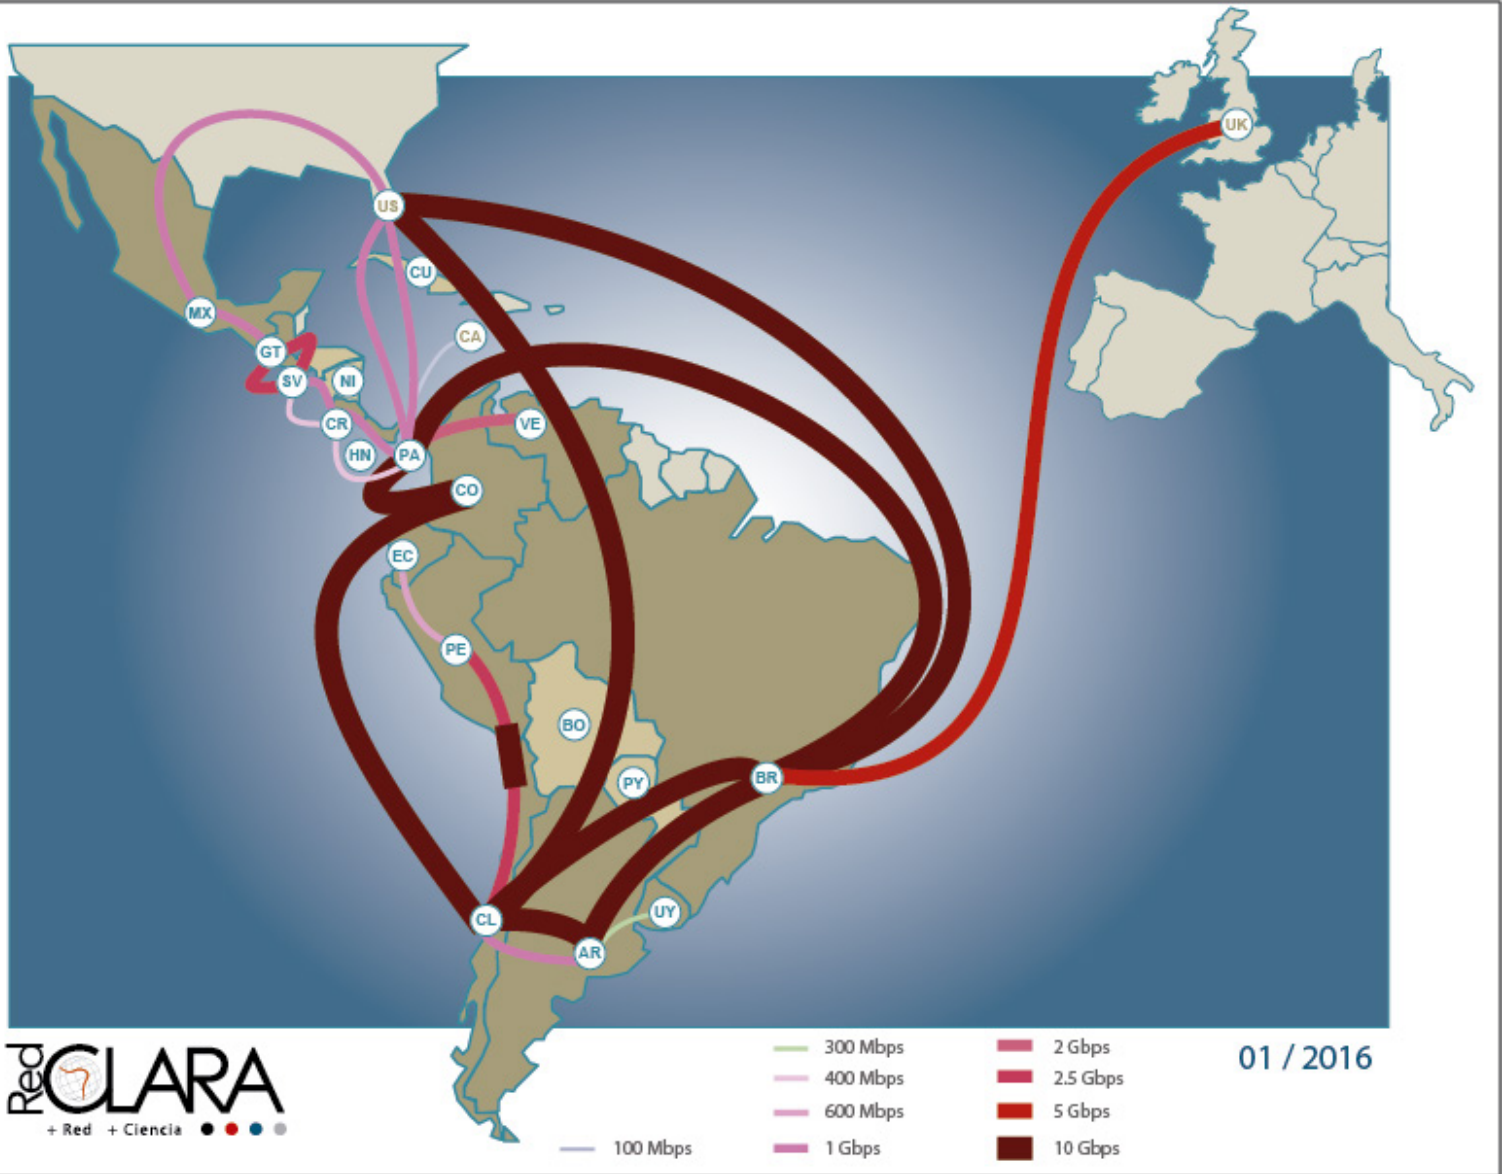 UK
US
CU
MX
CA
GT
SV
NI
CR
VE
HN
PA
CO
EC
PE
BO
BR
PY
CL
UY
AR
Red
CLARA
+ Red + Ciencia
100 Mbps
300 Mbps
400 Mbps
600 Mbps
1 Gbps
2 Gbps
2.5 Gbps
5 Gbps
10 Gbps
01 / 2016